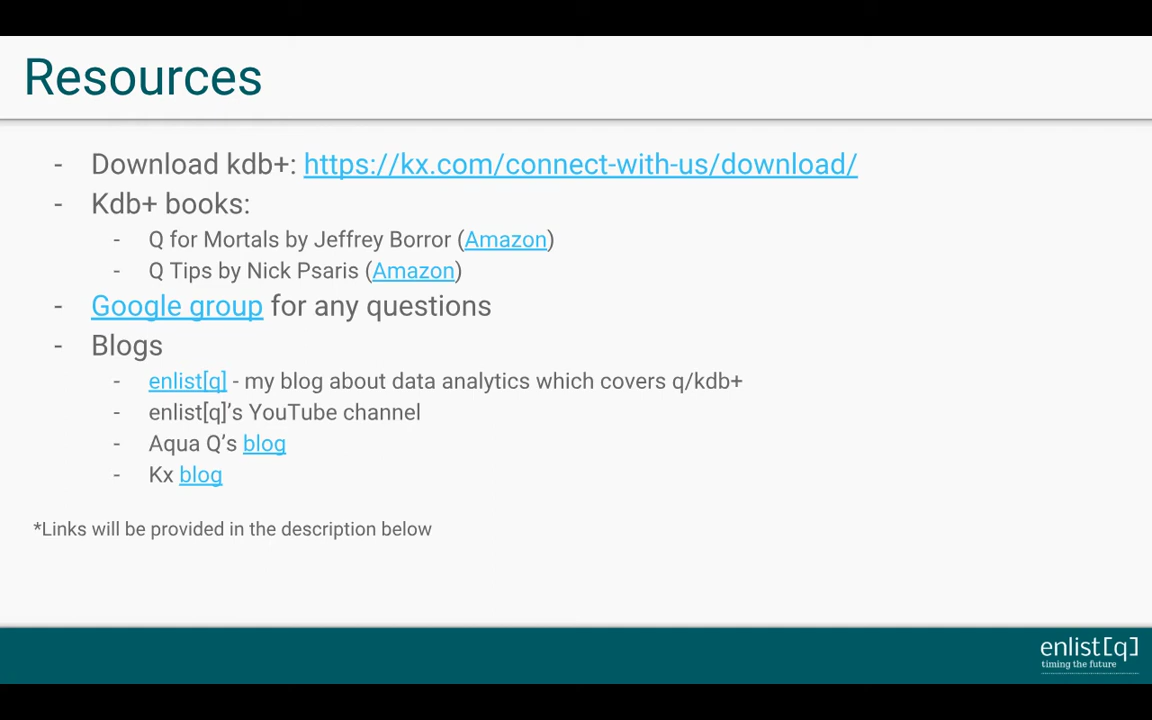 Resources
- Download kdb+: https://kx.com/connect-with-us/download/
- Kdb+ books:
- Q for Mortals by Jeffrey Borror (Amazon)
- Q Tips by Nick Psaris (Amazon)
- Google group for any questions
- Blogs
- enlist[q] - my blog about data analytics which covers q/kdb+
- enlist[q]’s YouTube channel
- Aqua Q’s blog
- Kx blog
*Links will be provided in the description below
enlist[q]
timing the future